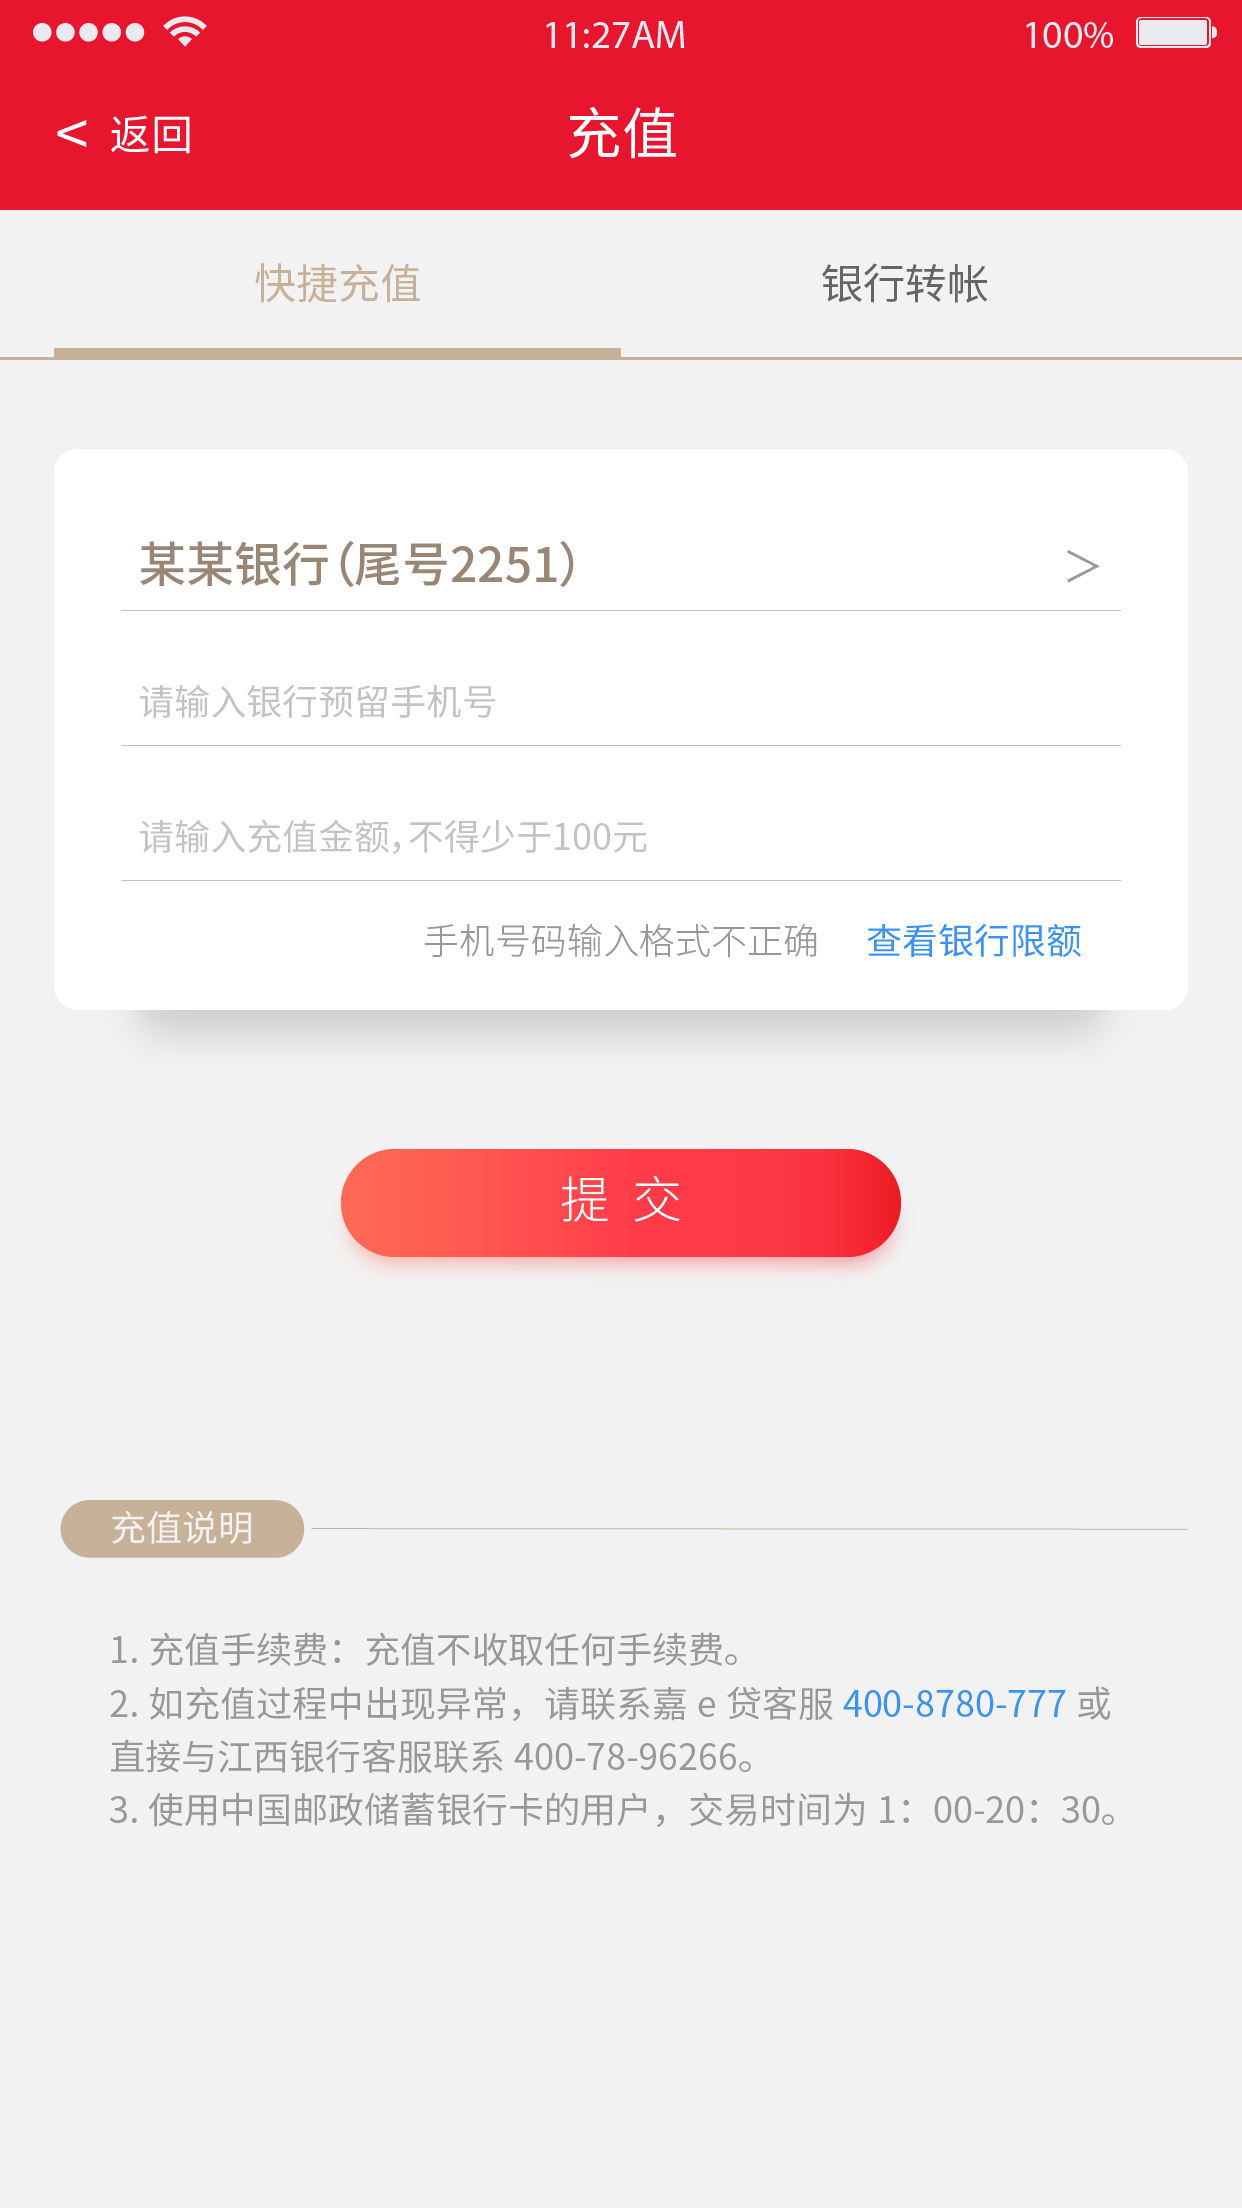 11:27AM 100%
< 返回 充值
快捷充值 银行转帐
某某银行（尾号2251） >
请输入银行预留手机号
请输入充值金额，不得少于100元
手机号码输入格式不正确 查看银行限额
提 交
充值说明
1. 充值手续费：充值不收取任何手续费。
2. 如充值过程中出现异常，请联系嘉 e 贷客服 400-8780-777 或
直接与江西银行客服联系 400-78-96266。
3. 使用中国邮政储蓄银行卡的用户，交易时间为 1：00-20：30。